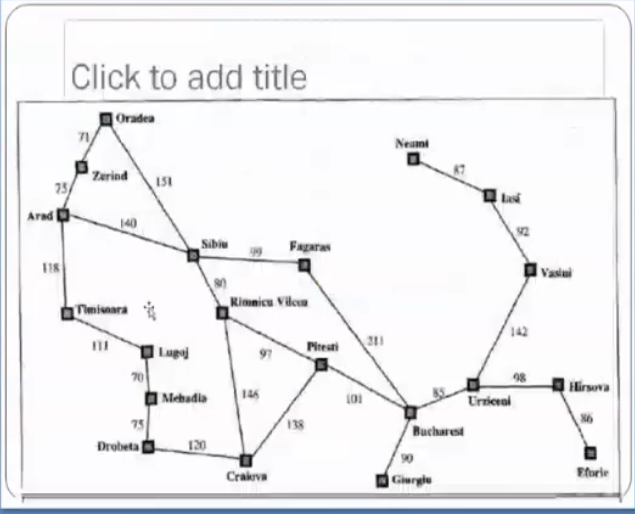 Click to add title
Oradea
Neamt
71
87
Zerind
151
Iasi
75
Arad
140
92
Sibiu
99
Fagaras
118
80
Vaslui
Timisoara
Rimnicu Vilcea
111
211
142
Lugoj
97
Pitesti
70
98
Hirsova
146
101
85
Mehadia
Urziceni
138
86
75
Bucharest
Drobeta
120
90
Craiova
Giurgiu
Eforie